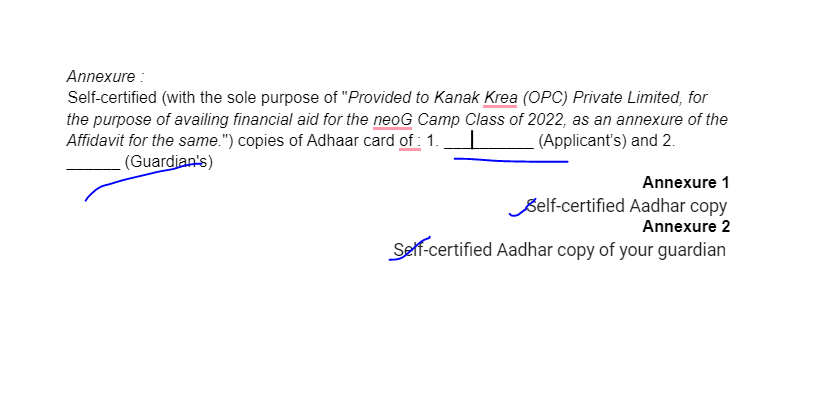 Annexure :
Self-certified (with the sole purpose of "Provided to Kanak Krea (OPC) Private Limited, for
the purpose of availing financial aid for the neoG Camp Class of 2022, as an annexure of the
Affidavit for the same.") copies of Adhaar card of : 1. __________ (Applicant's) and 2.
______ (Guardian's)
Annexure 1
Self-certified Aadhar copy
Annexure 2
Self-certified Aadhar copy of your guardian